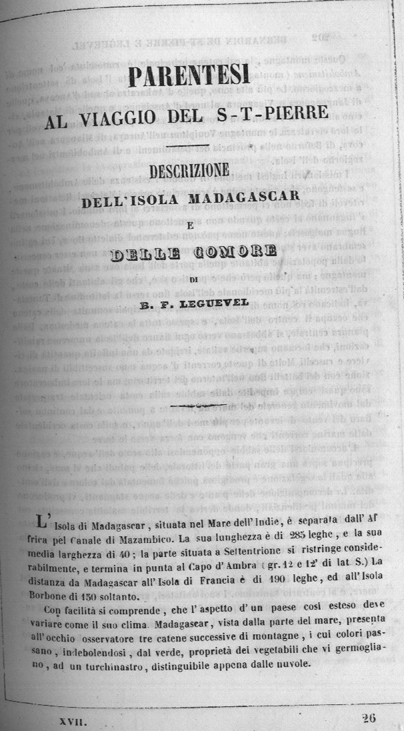 PARENTESI
AL VIAGGIO DEL S-T-PIERRE
DESCRIZIONE
DELL'ISOLA MADAGASCAR
E
DELLE COMORE
DI
B. F. LEGUEVEL
L'Isola di Madagascar, situata nel Mare dell'Indie, è separata dall'Af
frica pel Canale di Mazambico. La sua lunghezza è di 285 leghe, e la sua
media larghezza di 40; la parte situata a Settentrione si ristringe conside-
rabilmente, e termina in punta al Capo d'Ambra (gr. 12 e 12' di lat S.) La
distanza da Madagascar all'Isola di Francia è di 190 leghe, ed all'Isola
Borbone di 150 soltanto.
Con facilità si comprende, che l'aspetto d'un paese così esteso deve
variare come il suo clima. Madagascar, vista dalla parte del mare, presenta
all'occhio osservatore tre catene successive di montagne, i cui colori pas-
sano, indebolendosi, dal verde, proprietà dei vegetabili che vi germoglia-
no, ad un turchinastro, distinguibile appena dalle nuvole.
XVII. 26